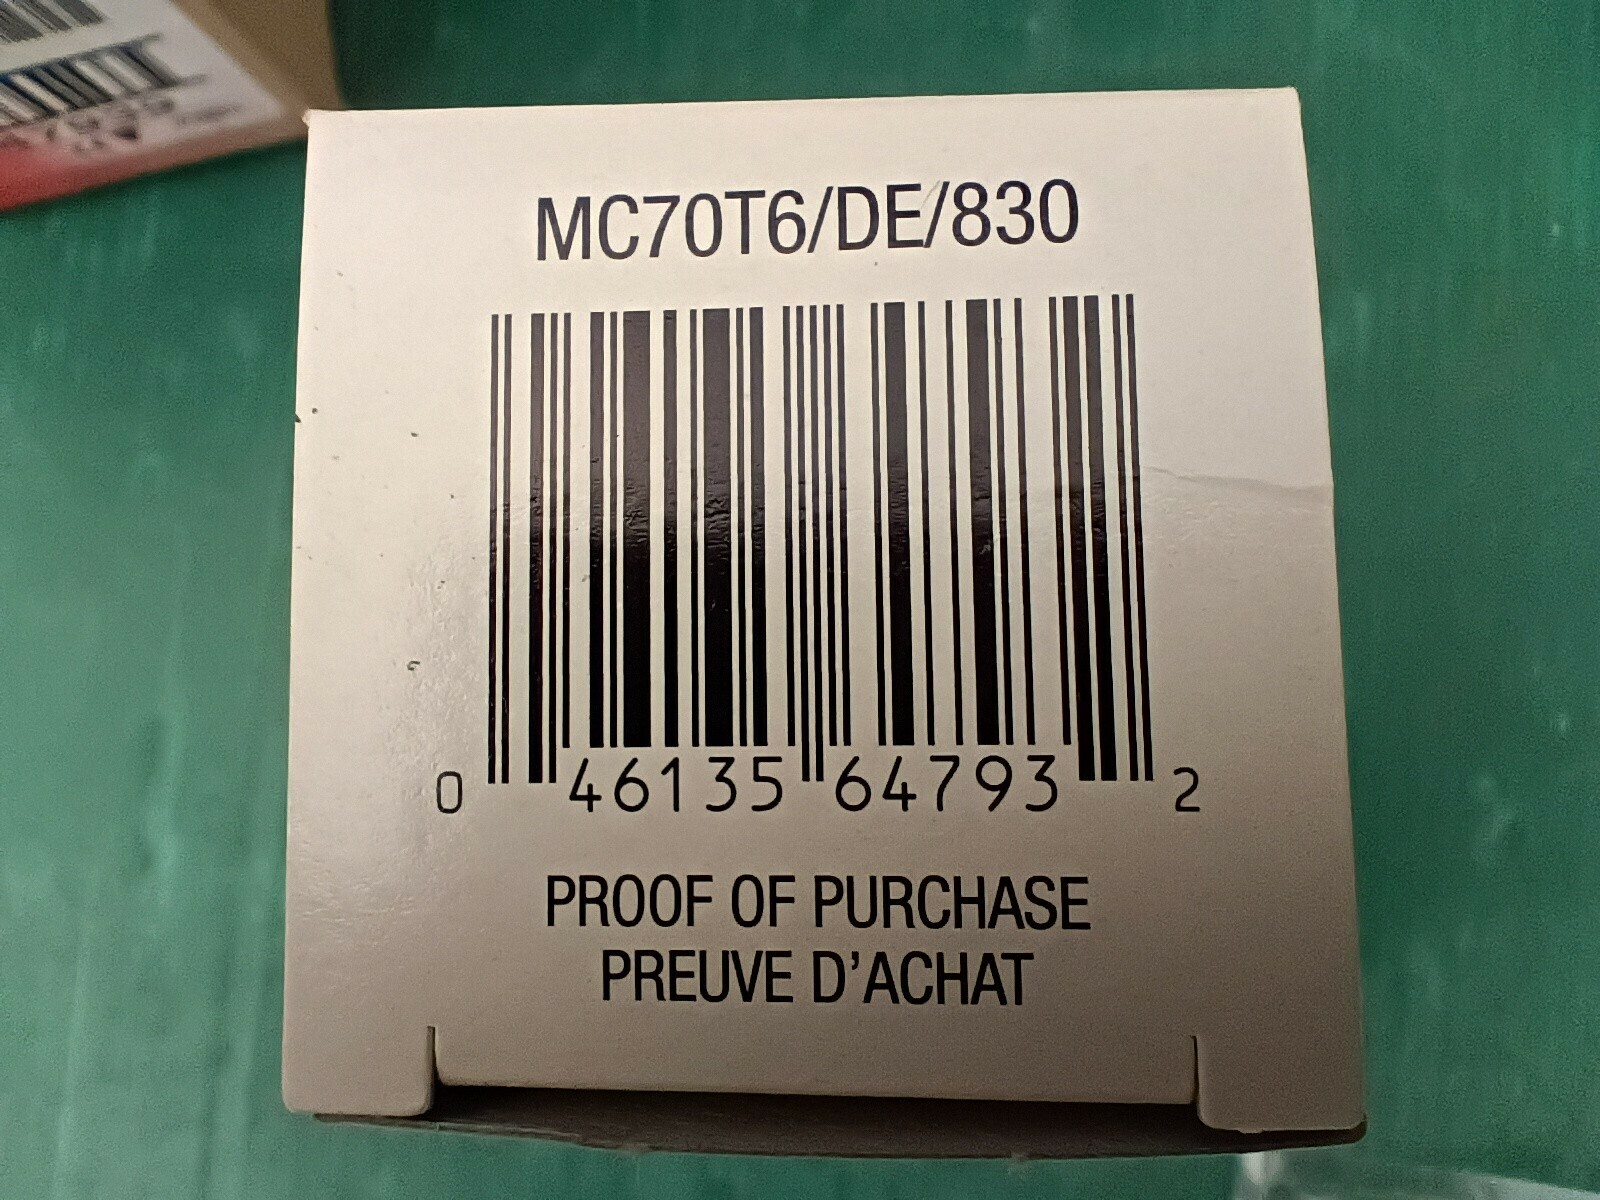 MC70T6/DE/830
0 46135 64793 2
PROOF OF PURCHASE
PREUVE D'ACHAT